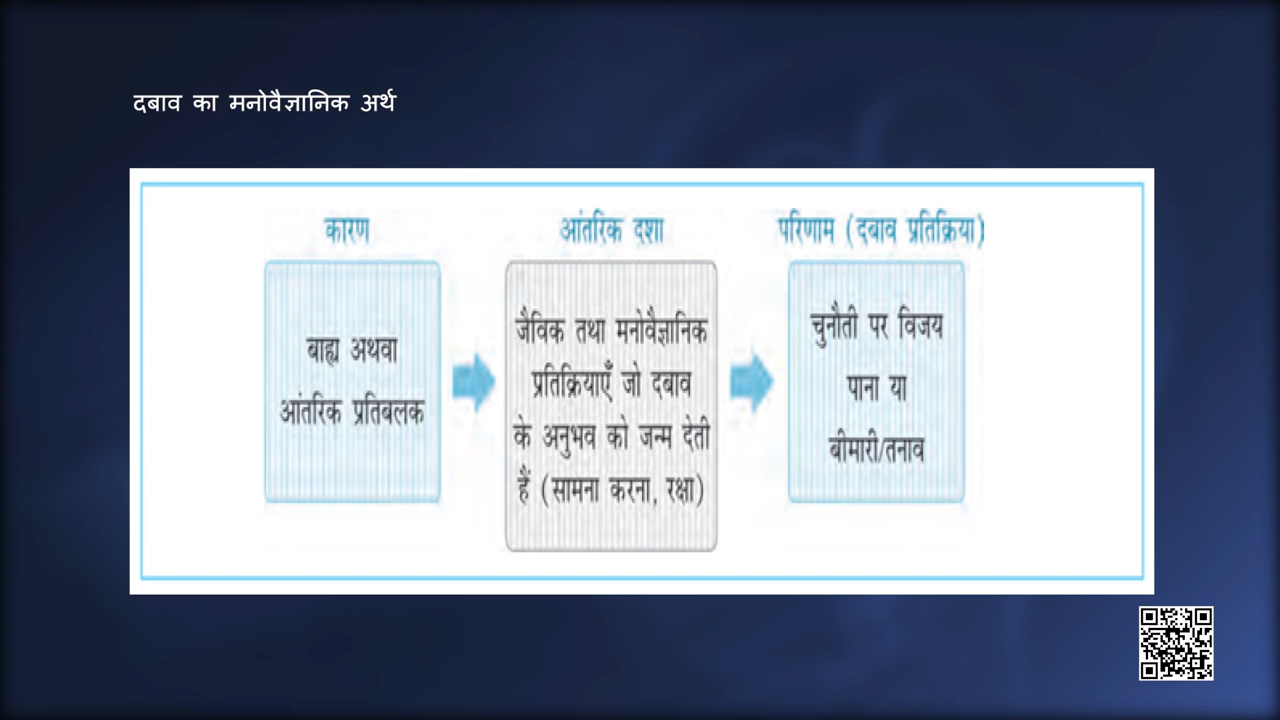 दबाव का मनोवैज्ञानिक अर्थ
कारण
बाह्य अथवा
आंतरिक प्रतिबलक
आंतरिक दशा
जैविक तथा मनोवैज्ञानिक
प्रतिक्रियाएँ जो दबाव
के अनुभव को जन्म देती
हैं (सामना करना, रक्षा)
परिणाम (दबाव प्रतिक्रिया)
चुनौती पर विजय
पाना या
बीमारी/तनाव